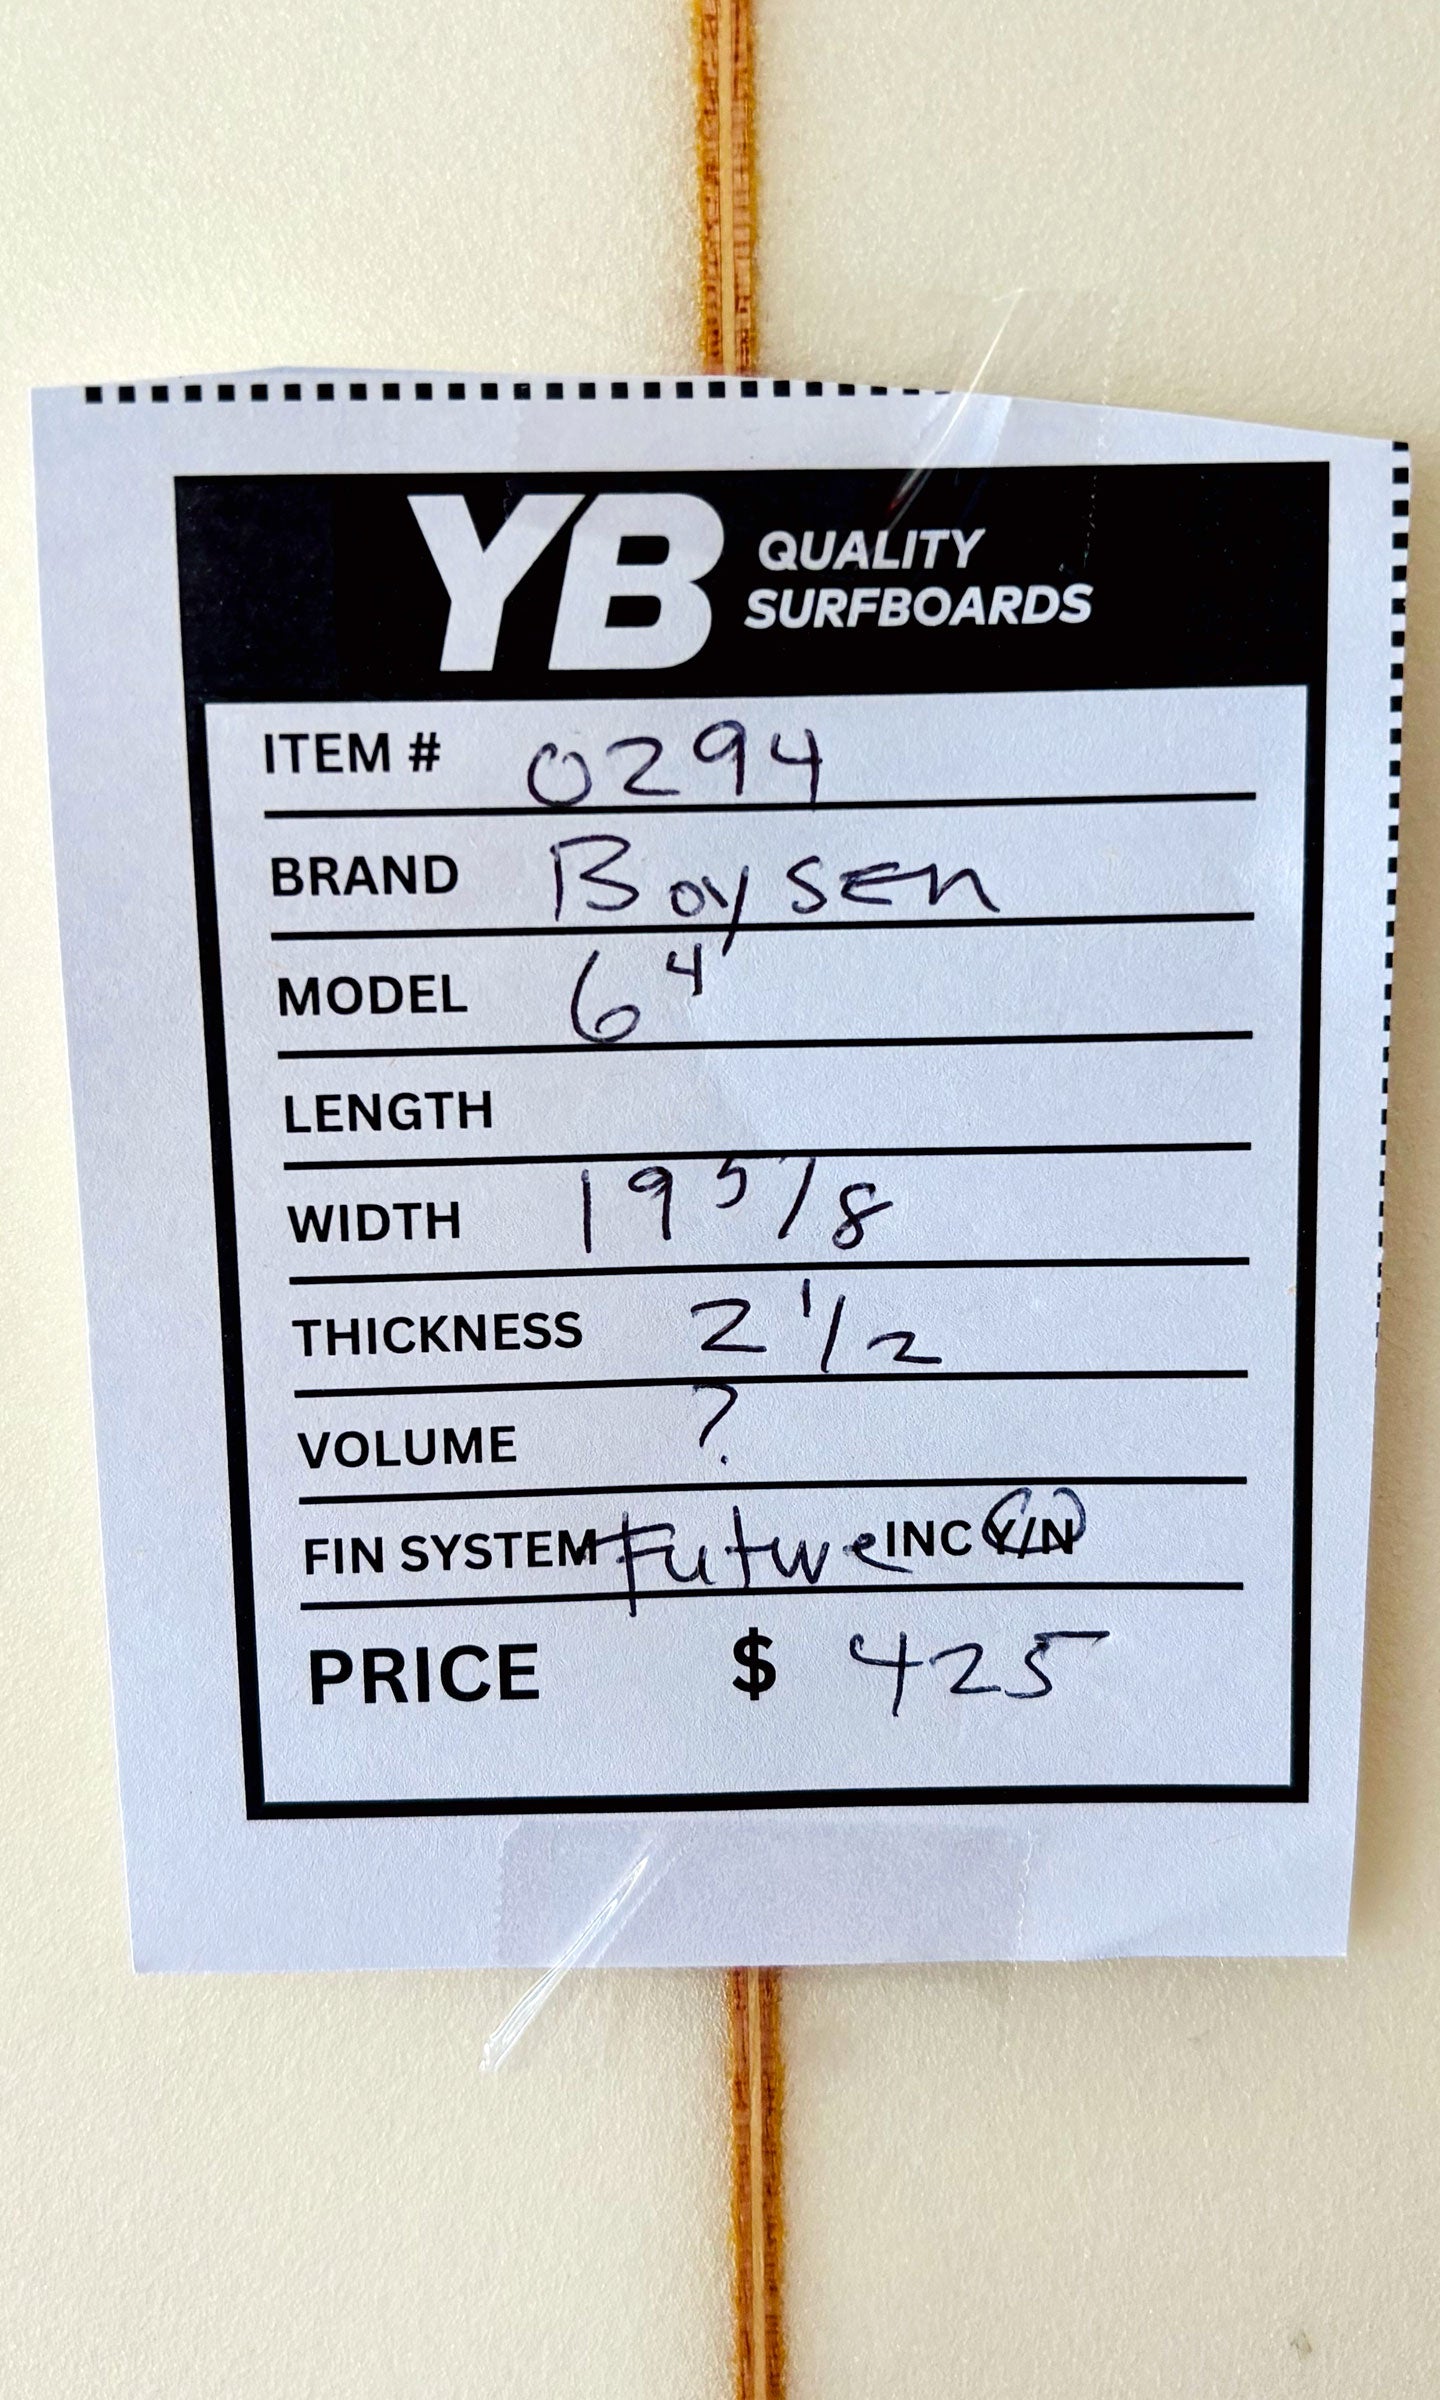 YB QUALITY
SURFBOARDS
ITEM # 0294
BRAND Boysen
MODEL 6 4
LENGTH
WIDTH 19 5/8
THICKNESS 2 1/2
VOLUME ?
FIN SYSTEM Future INC Y/N
PRICE $ 425